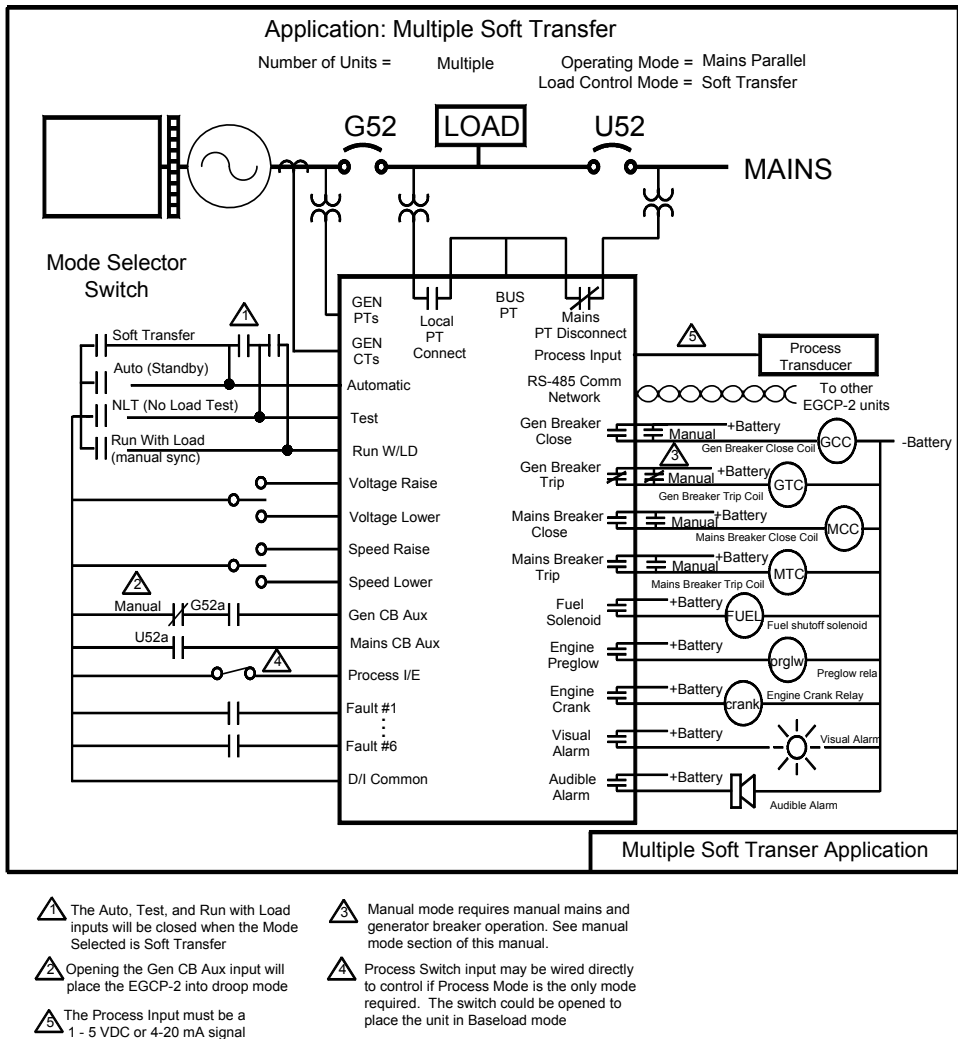 Application: Multiple Soft Transfer
Number of Units = Multiple
Operating Mode = Mains Parallel
Load Control Mode = Soft Transfer
G52
LOAD
U52
MAINS
Mode Selector
Switch
GEN
PTs
Local
PT
Connect
BUS
PT
Mains
PT Disconnect
GEN
CTs
1
Soft Transfer
Auto (Standby)
Automatic
NLT (No Load Test)
Test
Run With Load
(manual sync)
Run W/LD
Voltage Raise
Voltage Lower
Speed Raise
Speed Lower
2
Manual
G52a
Gen CB Aux
U52a
Mains CB Aux
4
Process I/E
Fault #1
Fault #6
D/I Common
Process Input
5
Process
Transducer
RS-485 Comm
Network
To other
EGCP-2 units
Gen Breaker
Close
+Battery
Manual
Gen Breaker Close Coil
GCC
-Battery
Gen Breaker
Trip
3
+Battery
Manual
Gen Breaker Trip Coil
GTC
Mains Breaker
Close
+Battery
Manual
Mains Breaker Close Coil
MCC
Mains Breaker
Trip
+Battery
Manual
Mains Breaker Trip Coil
MTC
Fuel
Solenoid
+Battery
FUEL
Fuel shutoff solenoid
Engine
Preglow
+Battery
prglw
Preglow rela
Engine
Crank
+Battery
crank
Engine Crank Relay
Visual
Alarm
+Battery
Visual Alarm
Audible
Alarm
+Battery
Audible Alarm
Multiple Soft Transer Application
1 The Auto, Test, and Run with Load
inputs will be closed when the Mode
Selected is Soft Transfer
2 Opening the Gen CB Aux input will
place the EGCP-2 into droop mode
5 The Process Input must be a
1 - 5 VDC or 4-20 mA signal
3 Manual mode requires manual mains and
generator breaker operation. See manual
mode section of this manual.
4 Process Switch input may be wired directly
to control if Process Mode is the only mode
required. The switch could be opened to
place the unit in Baseload mode